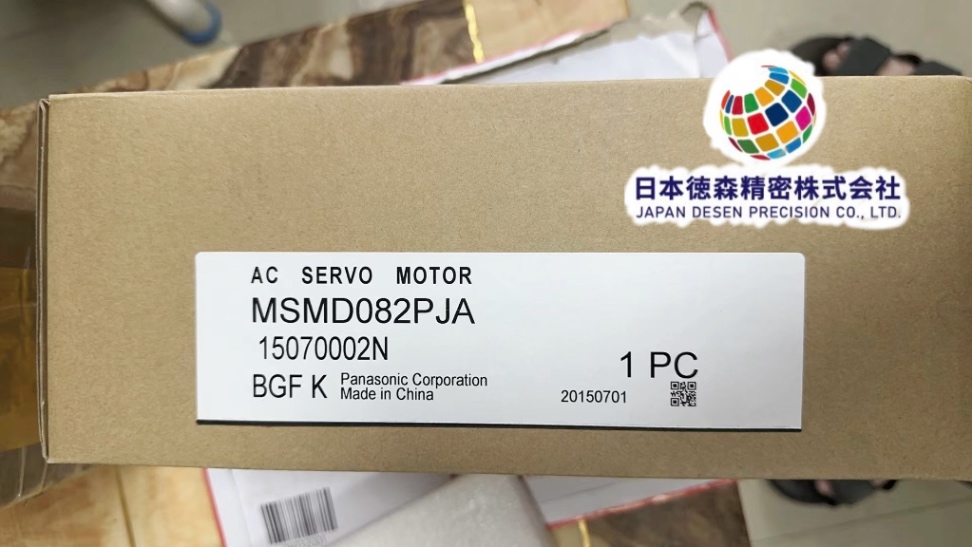 日本徳森精密株式会社
JAPAN DESEN PRECISION CO., LTD.
AC SERVO MOTOR
MSMD082PJA
15070002N
1 PC
BGF K
Panasonic Corporation
Made in China
20150701